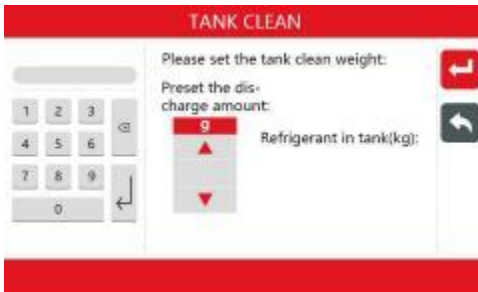 TANK CLEAN
Please set the tank clean weight:
Preset the dis-
charge amount:
g
Refrigerant in tank(kg):
1 2 3
4 5 6
7 8 9
0